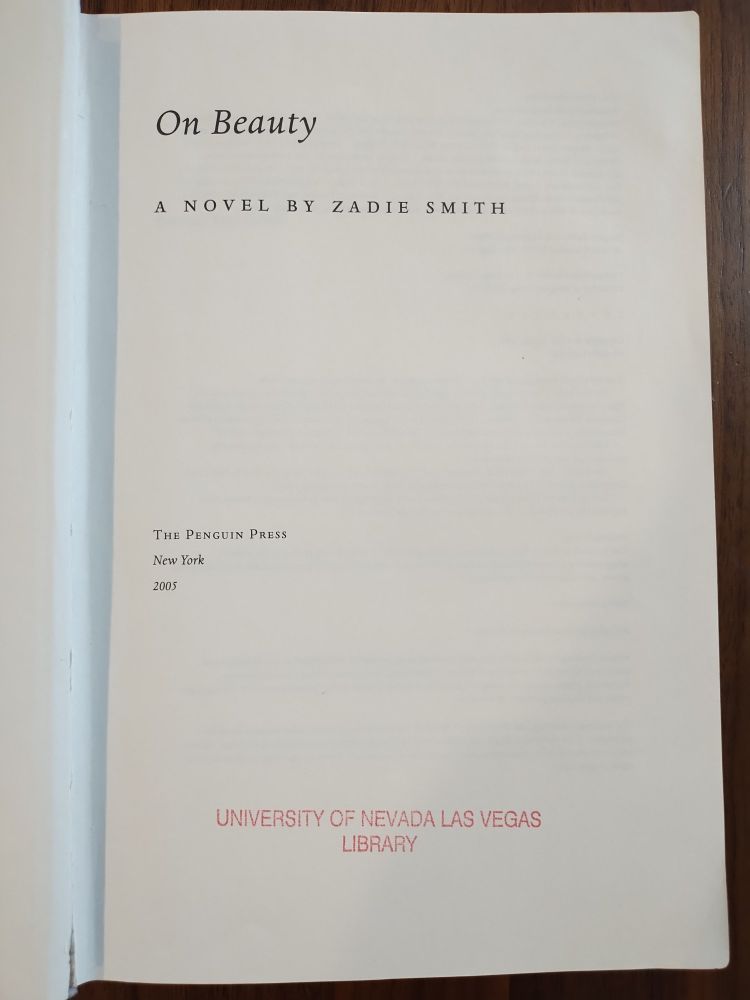 On Beauty
A NOVEL BY ZADIE SMITH
THE PENGUIN PRESS
New York
2005
UNIVERSITY OF NEVADA LAS VEGAS
LIBRARY